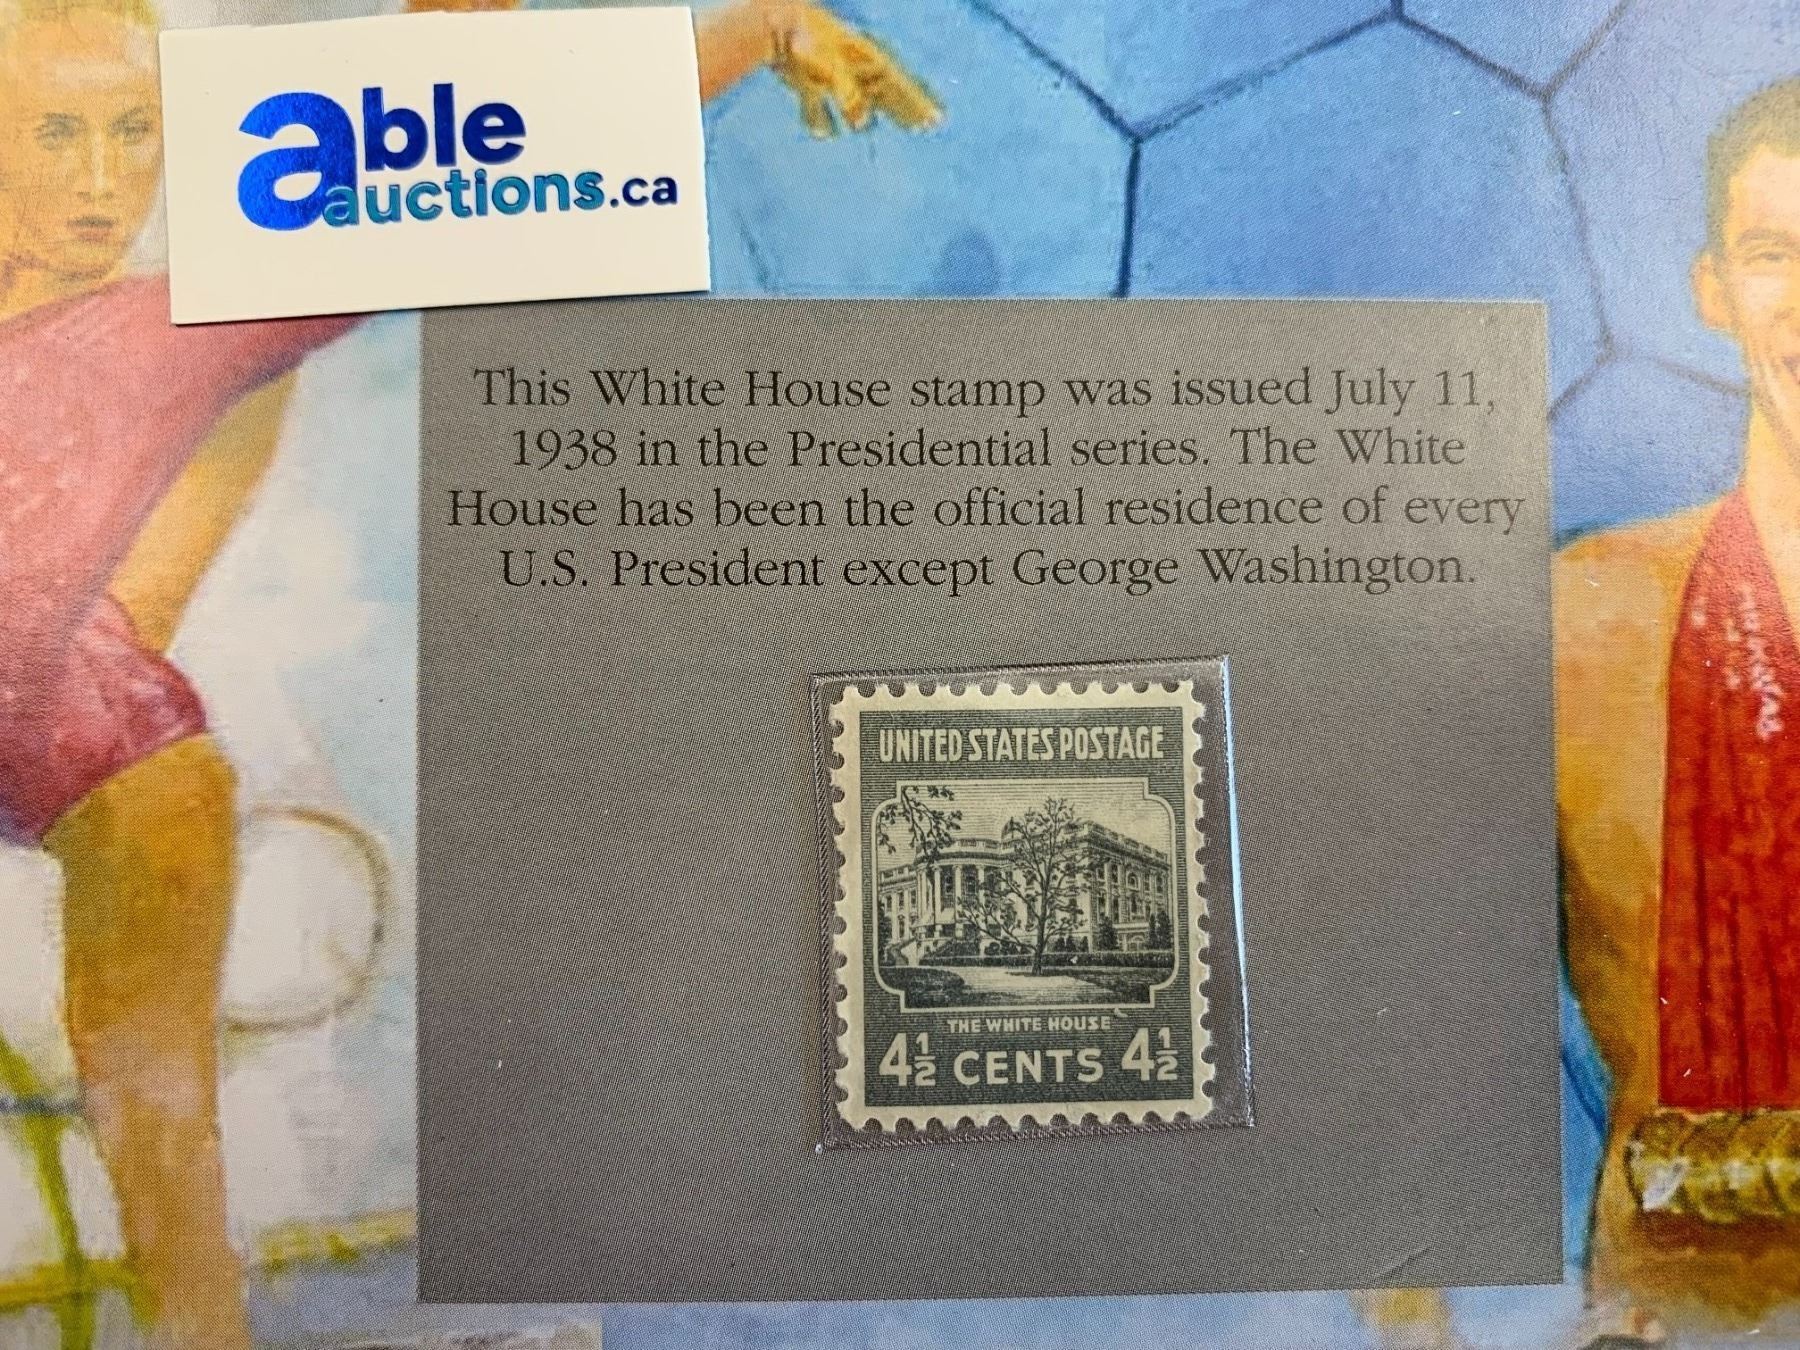 able
auctions.ca
This White House stamp was issued July 11,
1938 in the Presidential series. The White
House has been the official residence of every
U.S. President except George Washington.
UNITED STATES POSTAGE
THE WHITE HOUSE
4½ CENTS 4½